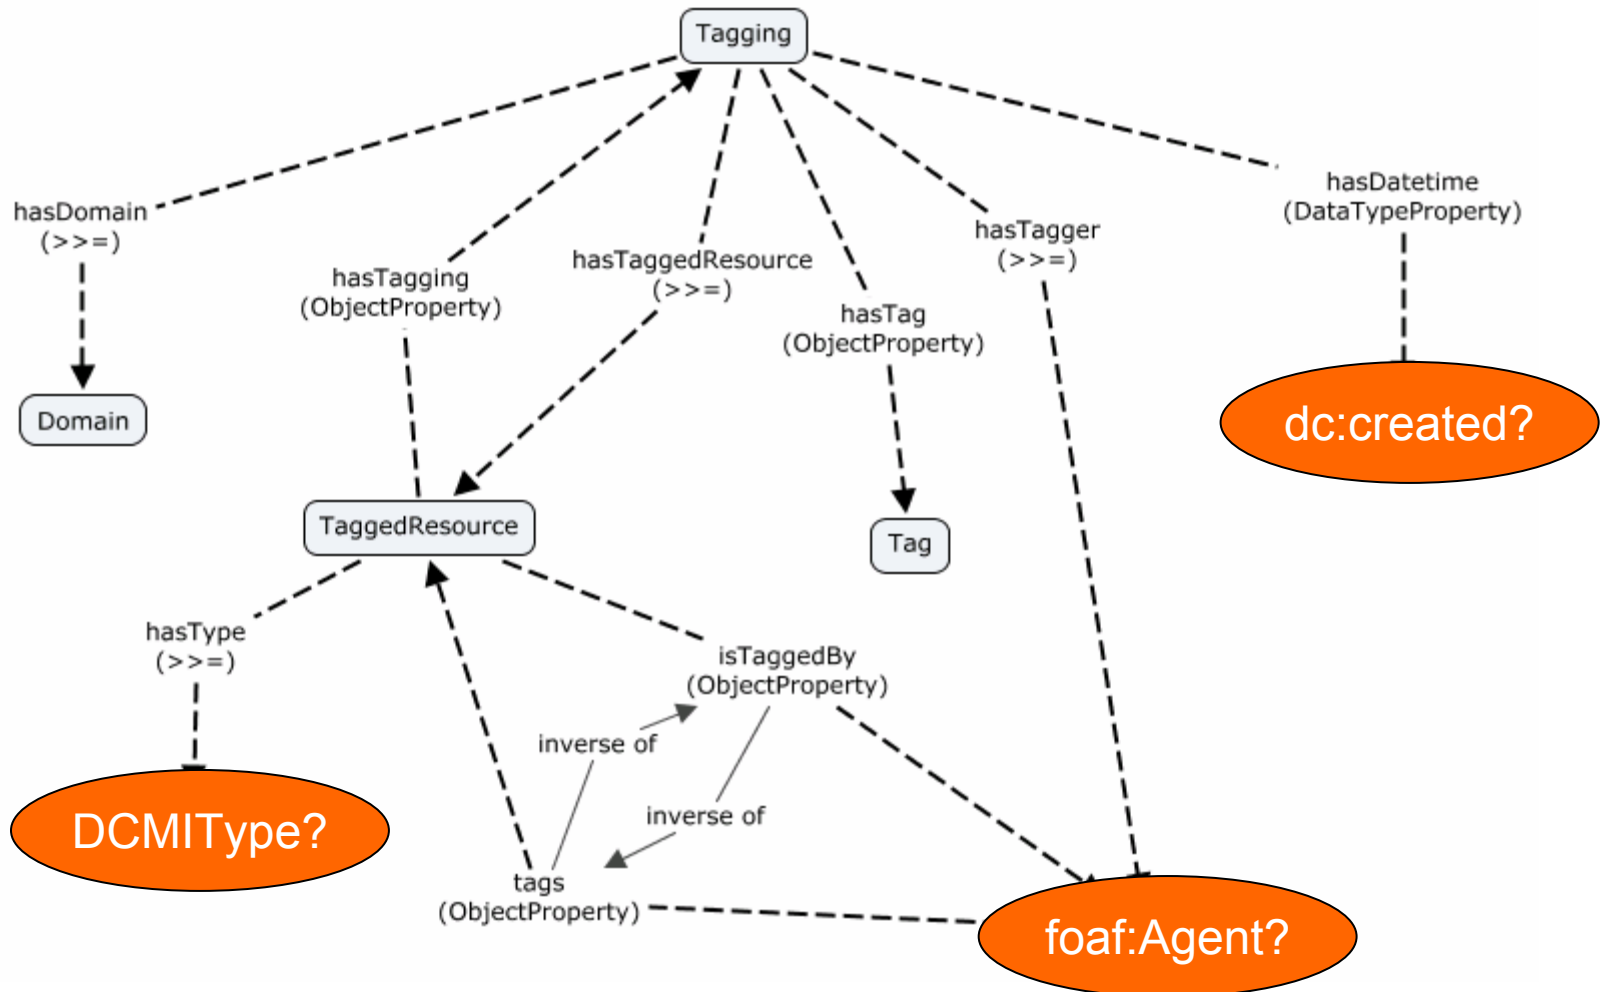 Tagging
hasDomain
(>>=)
hasTagging
(ObjectProperty)
hasTaggedResource
(>>=)
hasTag
(ObjectProperty)
hasTagger
(>>=)
hasDatetime
(DataTypeProperty)
Domain
dc:created?
TaggedResource
Tag
hasType
(>>=)
isTaggedBy
(ObjectProperty)
inverse of
inverse of
DCMIType?
tags
(ObjectProperty)
foaf:Agent?